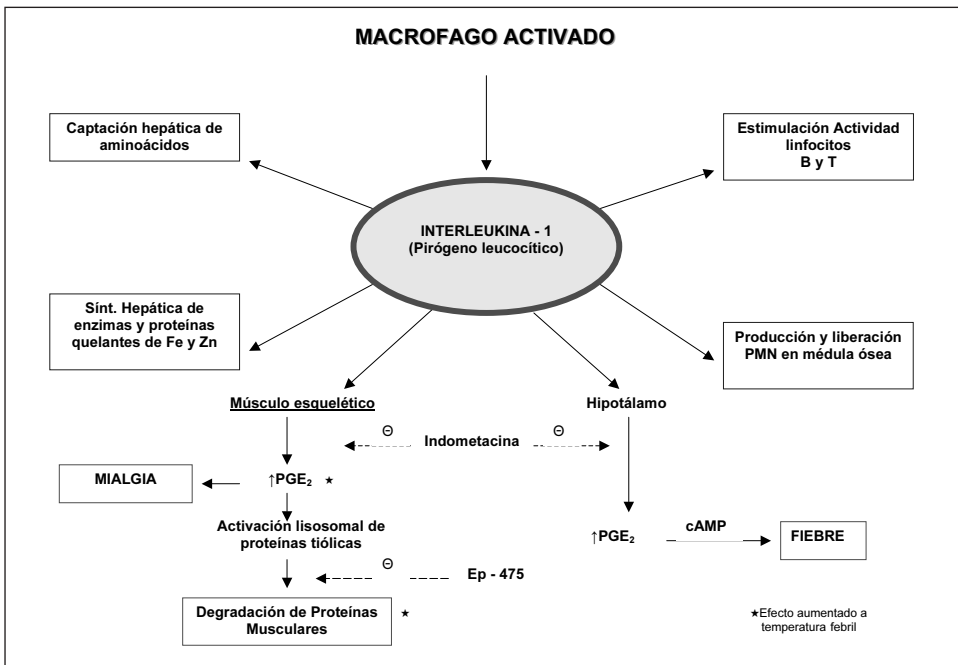 MACROFAGO ACTIVADO
Captación hepática de
aminoácidos
Estimulación Actividad
linfocitos
B y T
INTERLEUKINA - 1
(Pirógeno leucocítico)
Sínt. Hepática de
enzimas y proteínas
quelantes de Fe y Zn
Producción y liberación
PMN en médula ósea
Músculo esquelético
Hipotálamo
Θ Indometacina Θ
MIALGIA
↑PGE₂ ★
Activación lisosomal de
proteínas tiólicas
↑PGE₂
cAMP
FIEBRE
Θ
Ep - 475
Degradación de Proteínas ★
Musculares
★Efecto aumentado a
temperatura febril